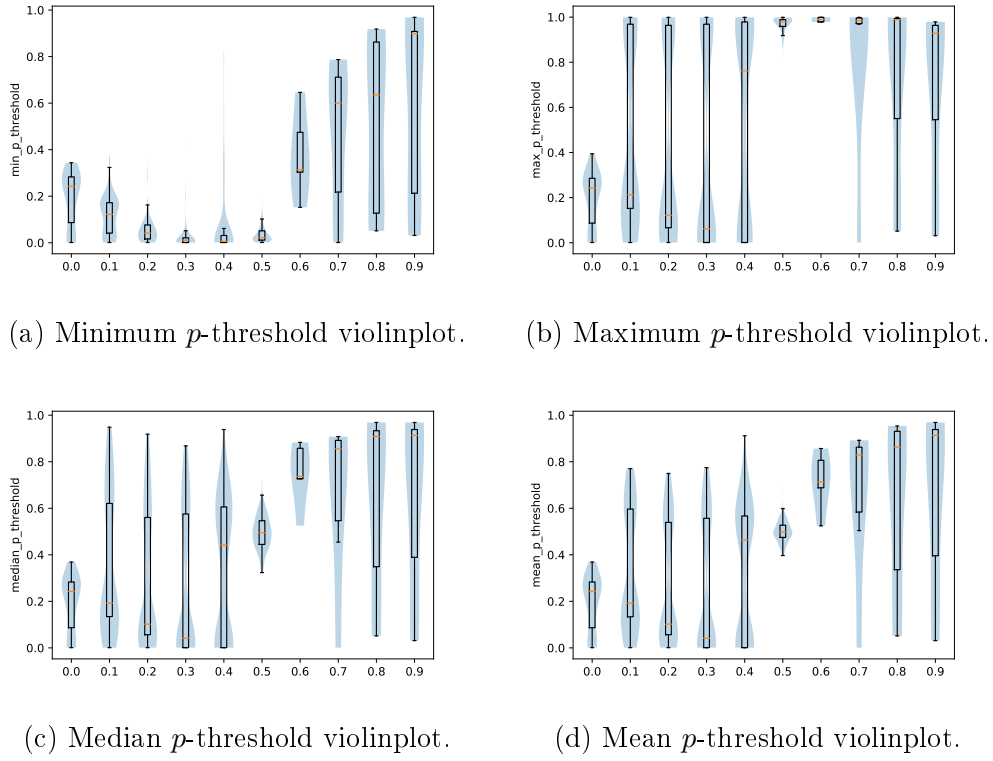 1.0
0.8
0.6
0.4
0.2
0.0
min_p_threshold
0.0 0.1 0.2 0.3 0.4 0.5 0.6 0.7 0.8 0.9
(a) Minimum p-threshold violinplot.
1.0
0.8
0.6
0.4
0.2
0.0
max_p_threshold
0.0 0.1 0.2 0.3 0.4 0.5 0.6 0.7 0.8 0.9
(b) Maximum p-threshold violinplot.
1.0
0.8
0.6
0.4
0.2
0.0
median_p_threshold
0.0 0.1 0.2 0.3 0.4 0.5 0.6 0.7 0.8 0.9
(c) Median p-threshold violinplot.
1.0
0.8
0.6
0.4
0.2
0.0
mean_p_threshold
0.0 0.1 0.2 0.3 0.4 0.5 0.6 0.7 0.8 0.9
(d) Mean p-threshold violinplot.